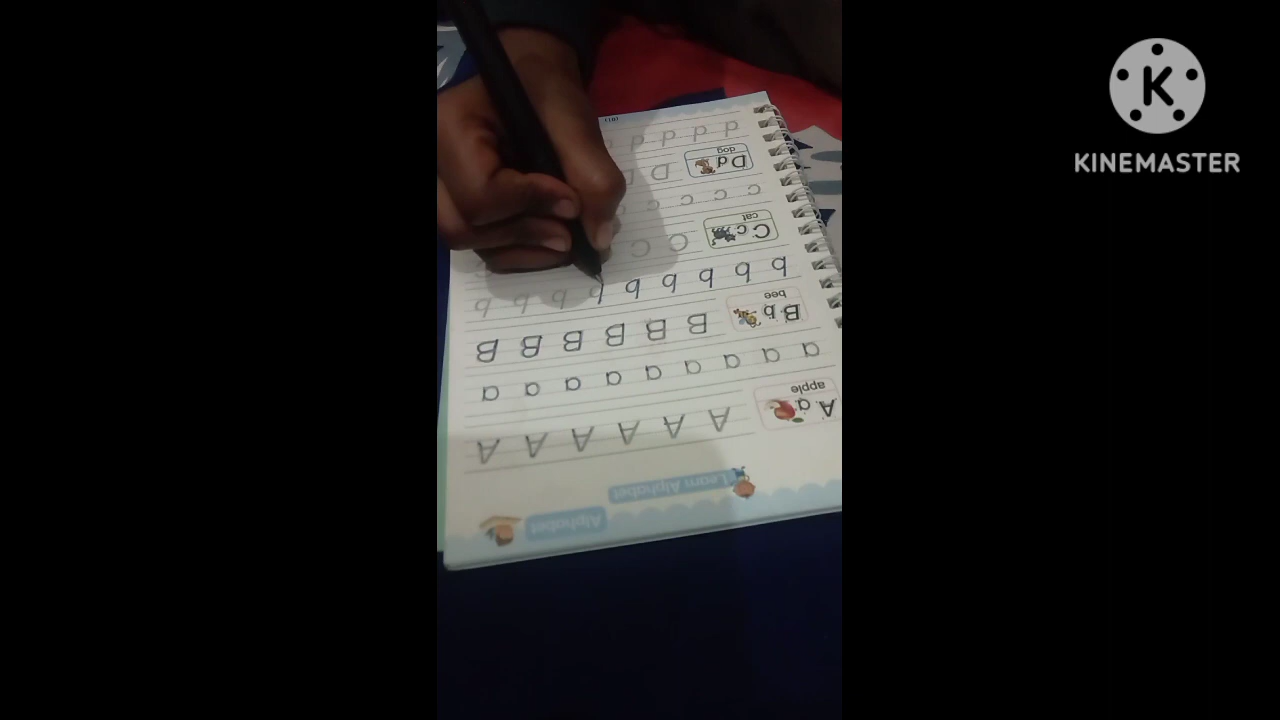 KINEMASTER
Alphabet
Learn Alphabet
A a
apple
A A A A A A
a a a a a a a a a
B b
bee
B B B B B B
b b b b b b b b b
C c
cat
C C
c c c c
D d
dog
D
d d d d